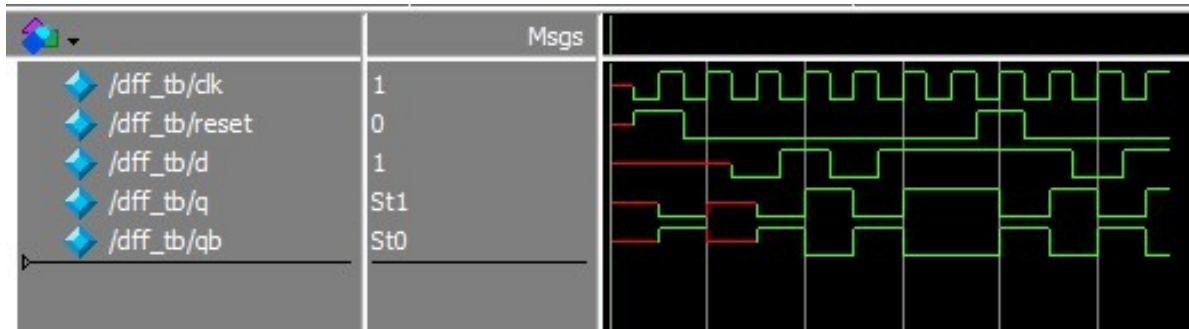 Msgs
/dff_tb/clk 1
/dff_tb/reset 0
/dff_tb/d 1
/dff_tb/q St1
/dff_tb/qb St0